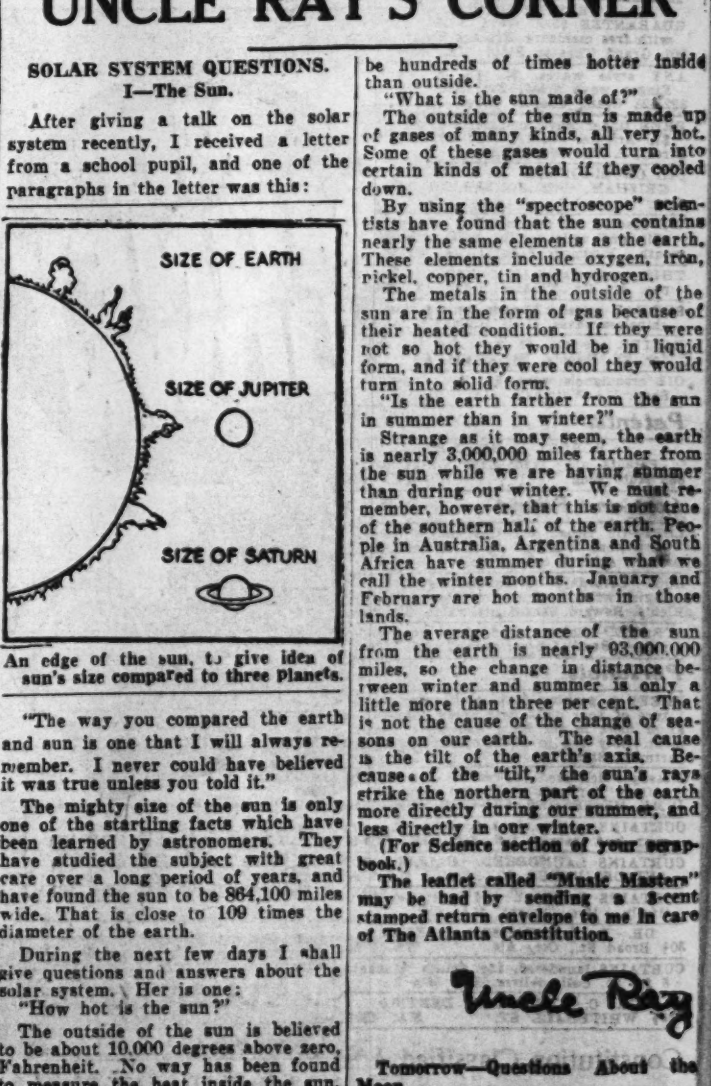 UNCLE RAY'S CORNER
SOLAR SYSTEM QUESTIONS.
I—The Sun.
After giving a talk on the solar
system recently, I received a letter
from a school pupil, and one of the
paragraphs in the letter was this:
SIZE OF EARTH
SIZE OF JUPITER
SIZE OF SATURN
An edge of the sun, to give idea of
sun's size compared to three planets.
"The way you compared the earth
and sun is one that I will always re-
member. I never could have believed
it was true unless you told it."
The mighty size of the sun is only
one of the startling facts which have
been learned by astronomers. They
have studied the subject with great
care over a long period of years, and
have found the sun to be 864,100 miles
wide. That is close to 109 times the
diameter of the earth.
During the next few days I shall
give questions and answers about the
solar system. Her is one:
"How hot is the sun?"
The outside of the sun is believed
to be about 10,000 degrees above zero,
Fahrenheit. No way has been found
to measure the heat inside the sun,
be hundreds of times hotter inside
than outside.
"What is the sun made of?"
The outside of the sun is made up
of gases of many kinds, all very hot.
Some of these gases would turn into
certain kinds of metal if they cooled
down.
By using the "spectroscope" scien-
tists have found that the sun contains
nearly the same elements as the earth.
These elements include oxygen, iron,
nickel, copper, tin and hydrogen.
The metals in the outside of the
sun are in the form of gas because of
their heated condition. If they were
not so hot they would be in liquid
form, and if they were cool they would
turn into solid form.
"Is the earth farther from the sun
in summer than in winter?"
Strange as it may seem, the earth
is nearly 3,000,000 miles farther from
the sun while we are having summer
than during our winter. We must re-
member, however, that this is not true
of the southern half of the earth. Peo-
ple in Australia, Argentina and South
Africa have summer during what we
call the winter months. January and
February are hot months in those
lands.
The average distance of the sun
from the earth is nearly 93,000,000
miles, so the change in distance be-
tween winter and summer is only a
little more than three per cent. That
is not the cause of the change of sea-
sons on our earth. The real cause
is the tilt of the earth's axis. Be-
cause of the "tilt," the sun's rays
strike the northern part of the earth
more directly during our summer, and
less directly in our winter.
(For Science section of your scrap-
book.)
The leaflet called "Music Masters"
may be had by sending a 3-cent
stamped return envelope to me in care
of The Atlanta Constitution.
Uncle Ray
Tomorrow—Questions About the
Moon